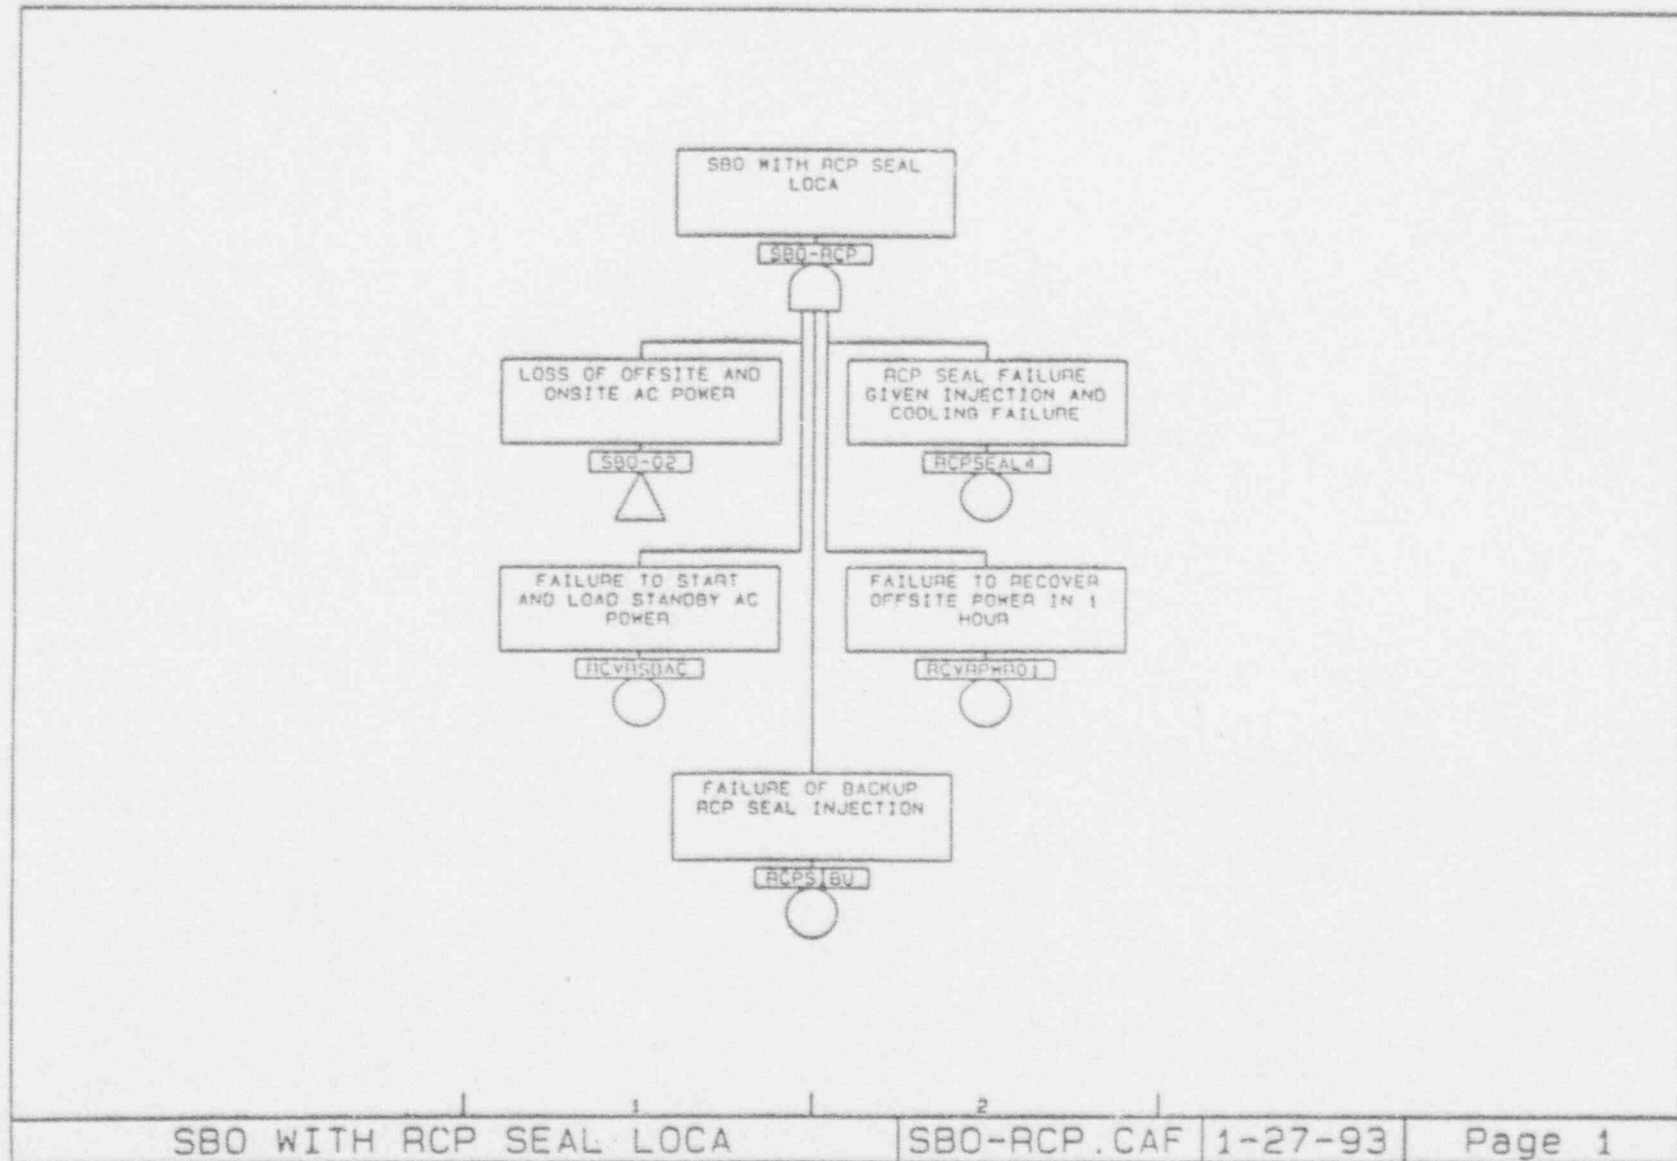 SBO WITH RCP SEAL
LOCA
SBO-RCP
LOSS OF OFFSITE AND
ONSITE AC POWER
SBO-02
RCP SEAL FAILURE
GIVEN INJECTION AND
COOLING FAILURE
RCPSEAL4
FAILURE TO START
AND LOAD STANDBY AC
POWER
RCVRSBAC
FAILURE TO RECOVER
OFFSITE POWER IN 1
HOUR
RCVRPWR01
FAILURE OF BACKUP
RCP SEAL INJECTION
RCPSIBU
1
2
SBO WITH RCP SEAL LOCA
SBO-RCP.CAF
1-27-93
Page 1